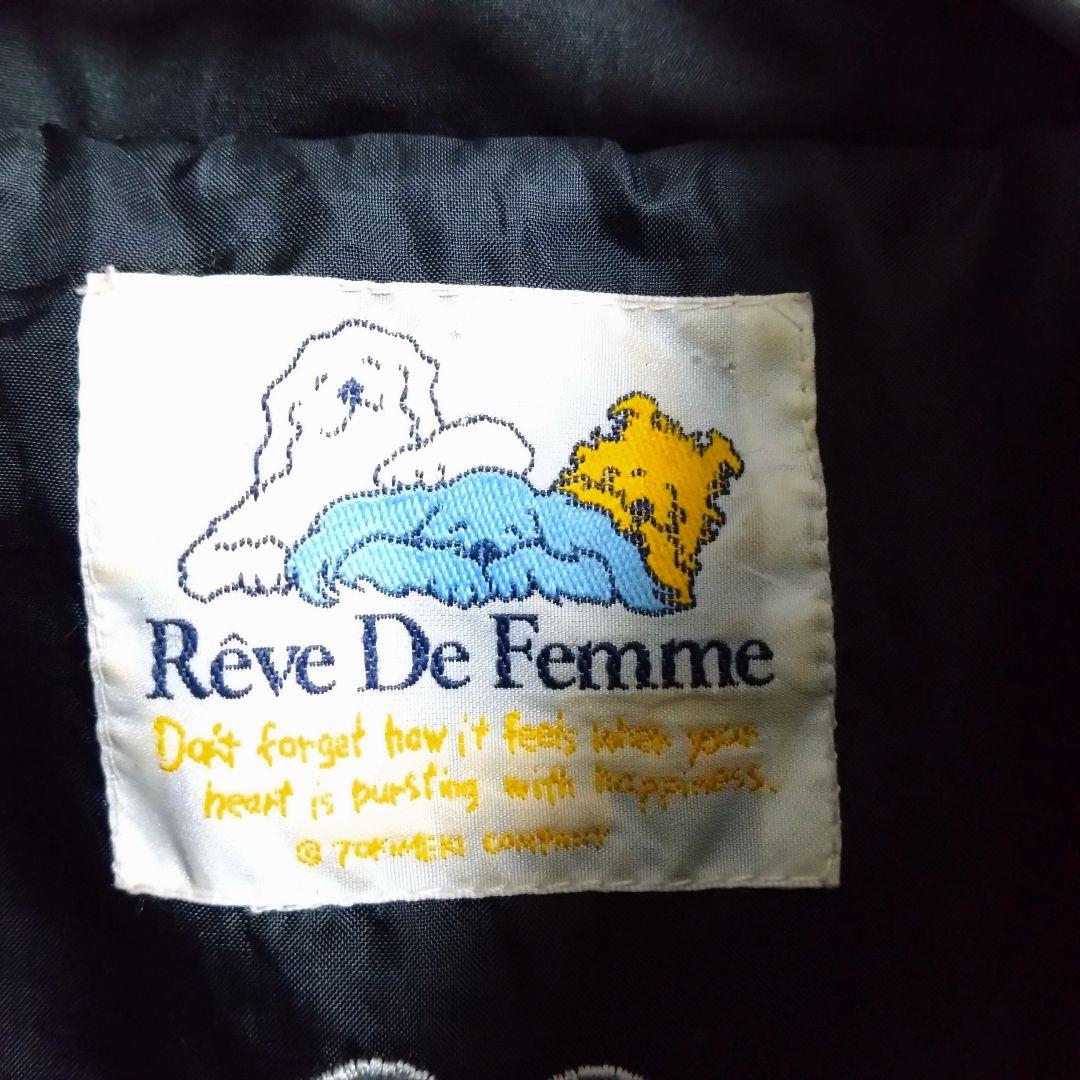 Rêve De Femme
Don't forget how it feels when your
heart is bursting with happiness.
© TOKIMEKI COMPANY